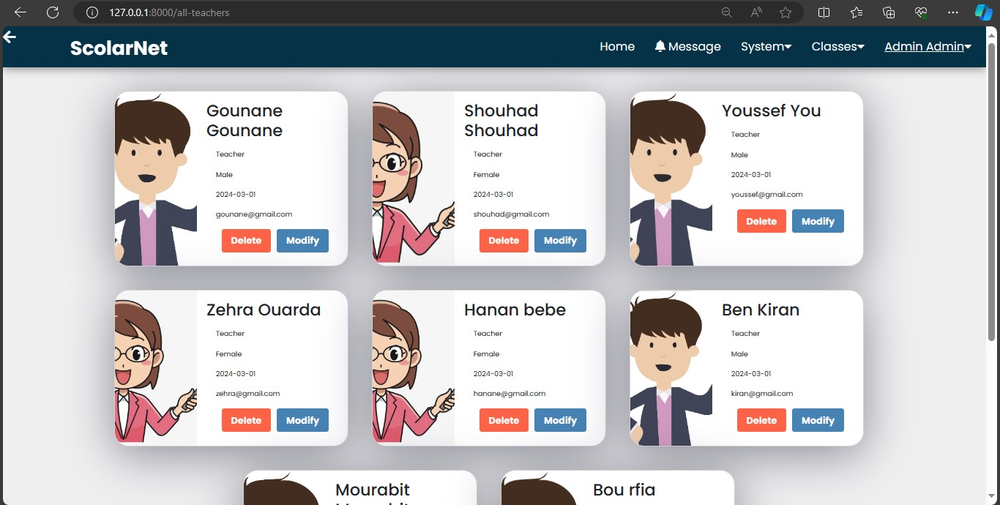 127.0.0.1:8000/all-teachers
ScolarNet
Home Message System Classes Admin Admin
Gounane
Gounane
Teacher
Male
2024-03-01
gounane@gmail.com
Delete Modify
Shouhad
Shouhad
Teacher
Female
2024-03-01
shouhad@gmail.com
Delete Modify
Youssef You
Teacher
Male
2024-03-01
youssef@gmail.com
Delete Modify
Zehra Ouarda
Teacher
Female
2024-03-01
zehra@gmail.com
Delete Modify
Hanan bebe
Teacher
Female
2024-03-01
hanane@gmail.com
Delete Modify
Ben Kiran
Teacher
Male
2024-03-01
kiran@gmail.com
Delete Modify
Mourabit
Bou rfia